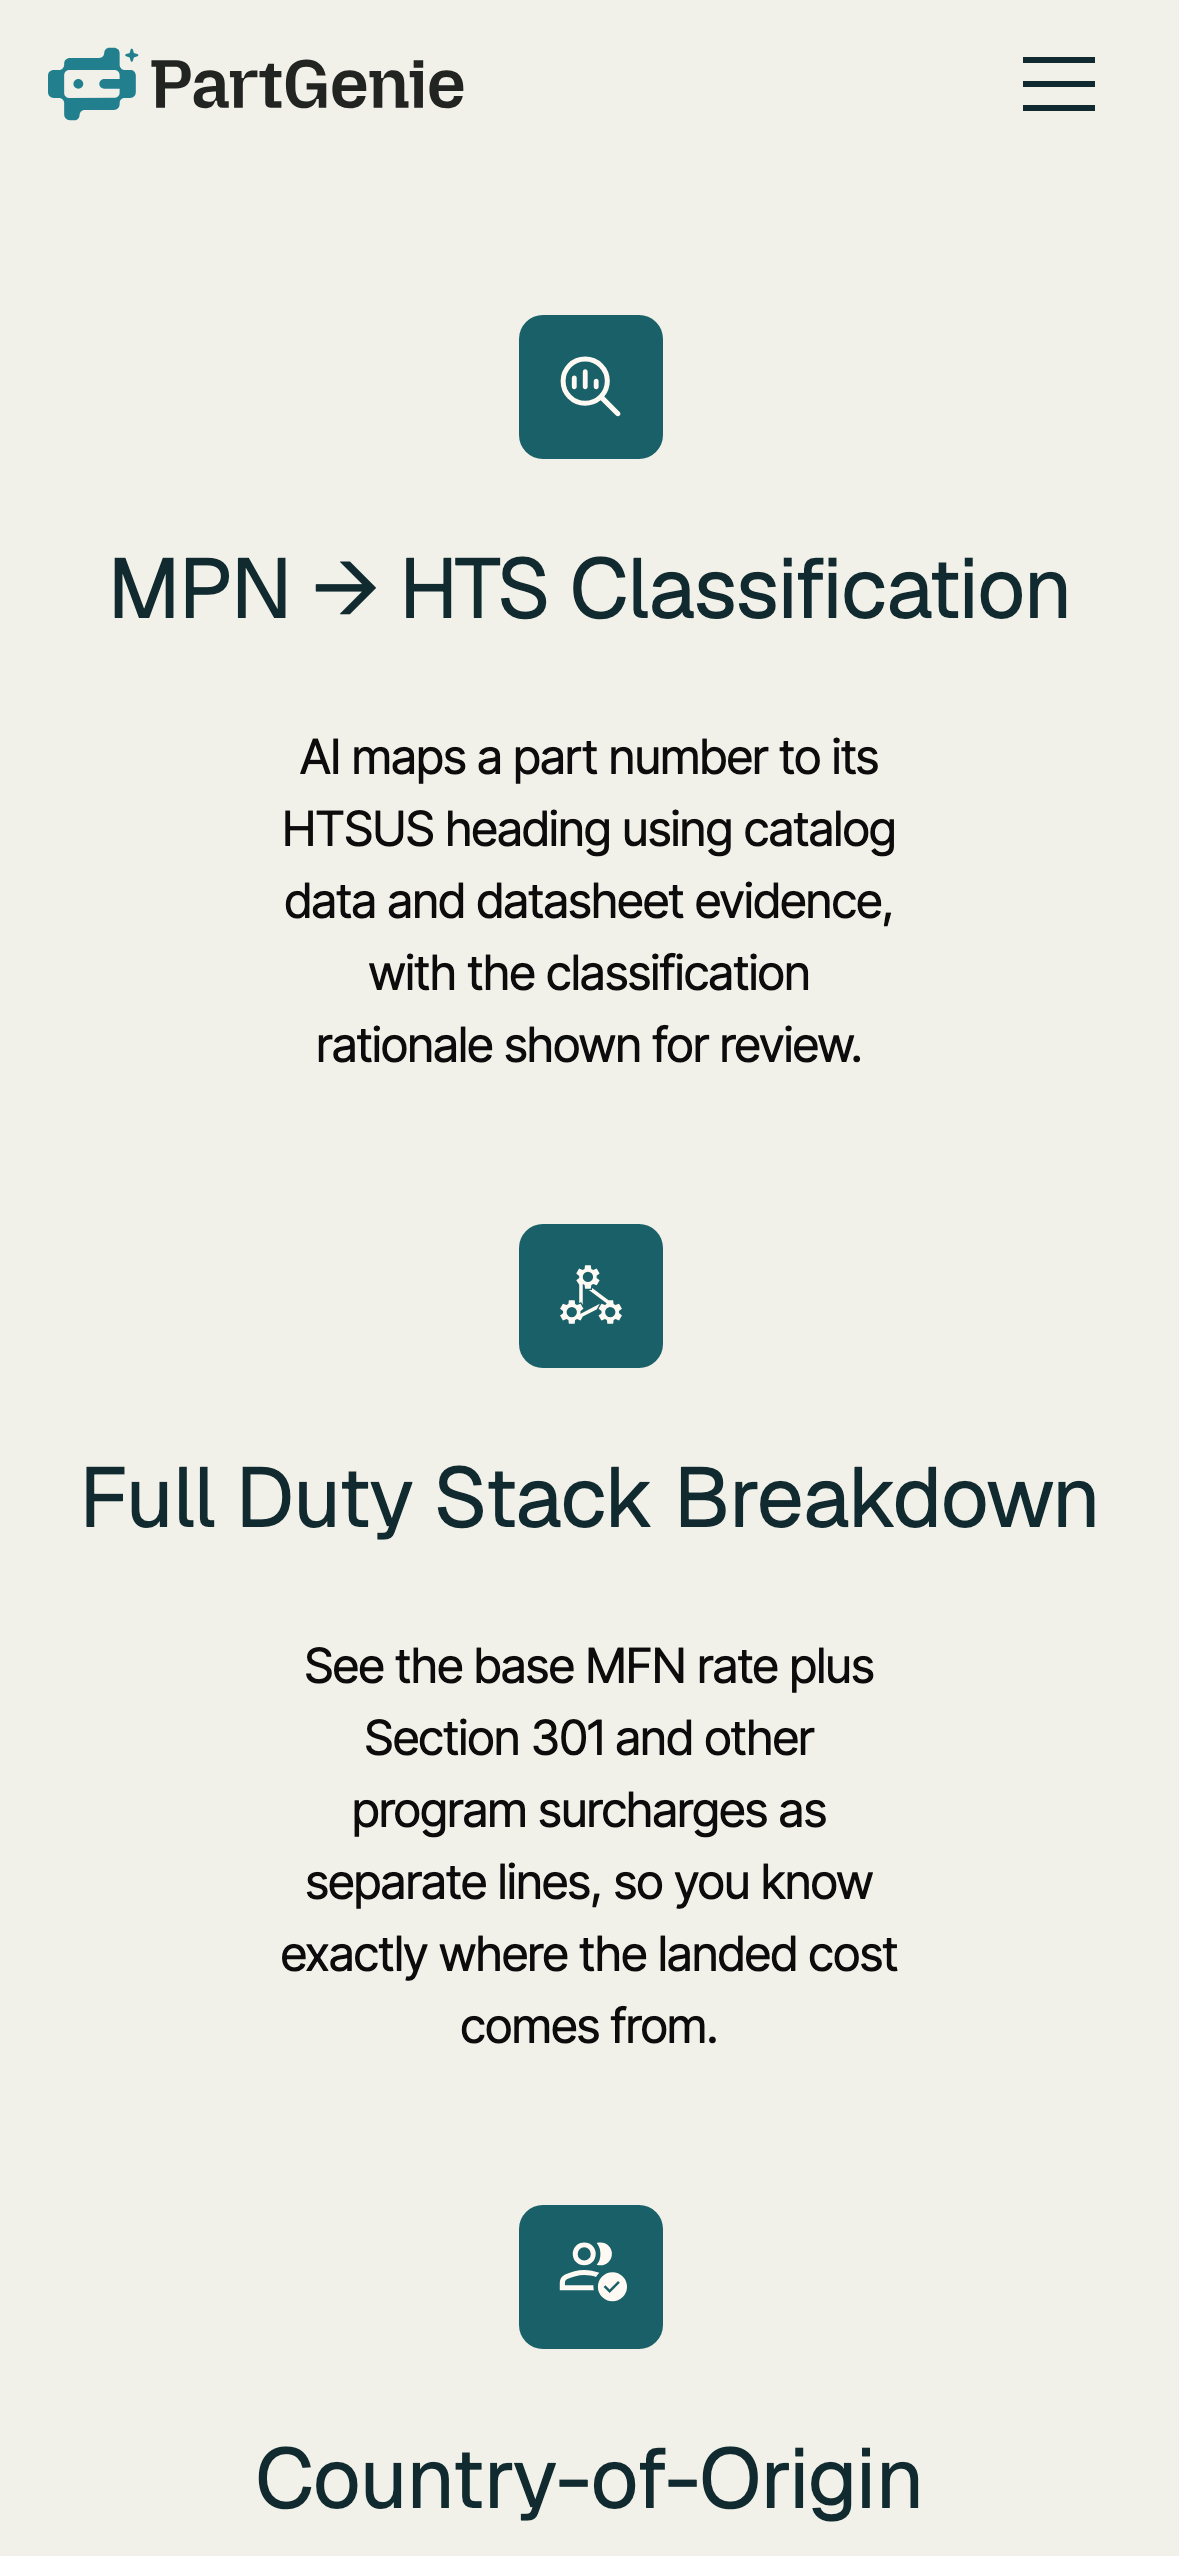 PartGenie
MPN → HTS Classification
AI maps a part number to its
HTSUS heading using catalog
data and datasheet evidence,
with the classification
rationale shown for review.
Full Duty Stack Breakdown
See the base MFN rate plus
Section 301 and other
program surcharges as
separate lines, so you know
exactly where the landed cost
comes from.
Country-of-Origin